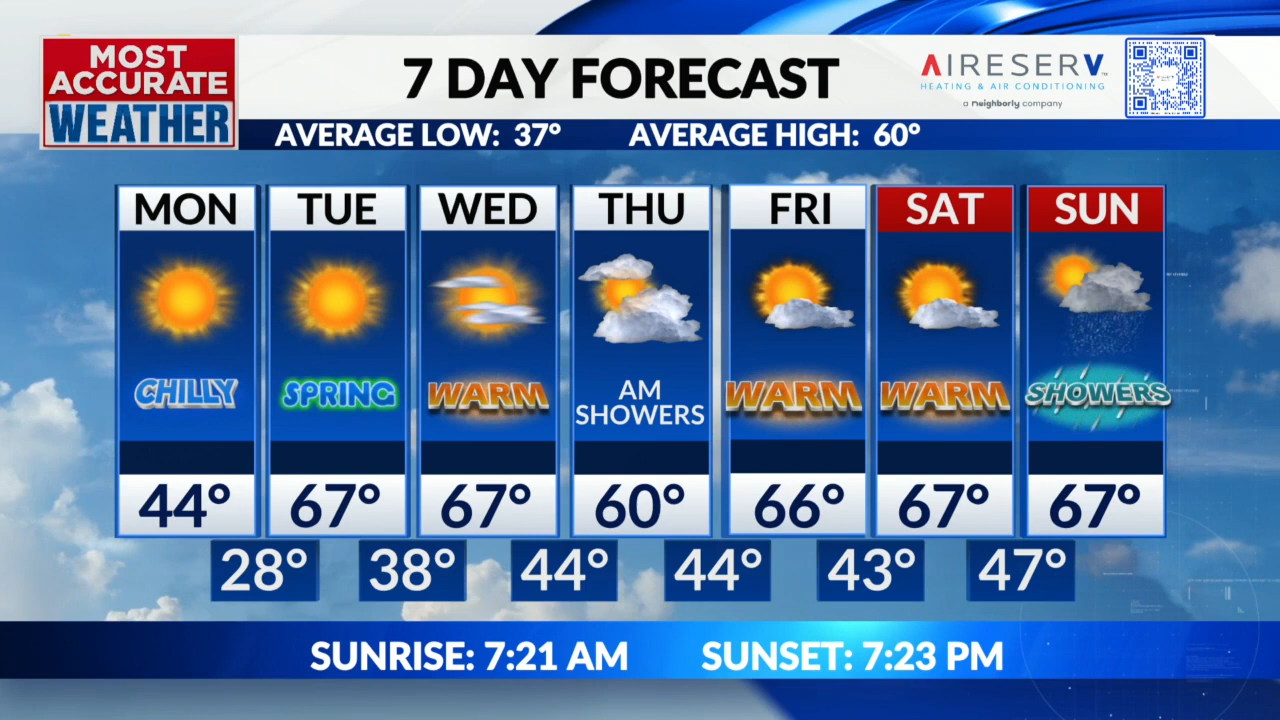 MOST
ACCURATE
WEATHER
7 DAY FORECAST
AIRESERV™
HEATING & AIR CONDITIONING
a neighborly company
AVERAGE LOW: 37° AVERAGE HIGH: 60°
MON TUE WED THU FRI SAT SUN
CHILLY SPRING WARM AM SHOWERS WARM WARM SHOWERS
44° 67° 67° 60° 66° 67° 67°
28° 38° 44° 44° 43° 47°
SUNRISE: 7:21 AM SUNSET: 7:23 PM